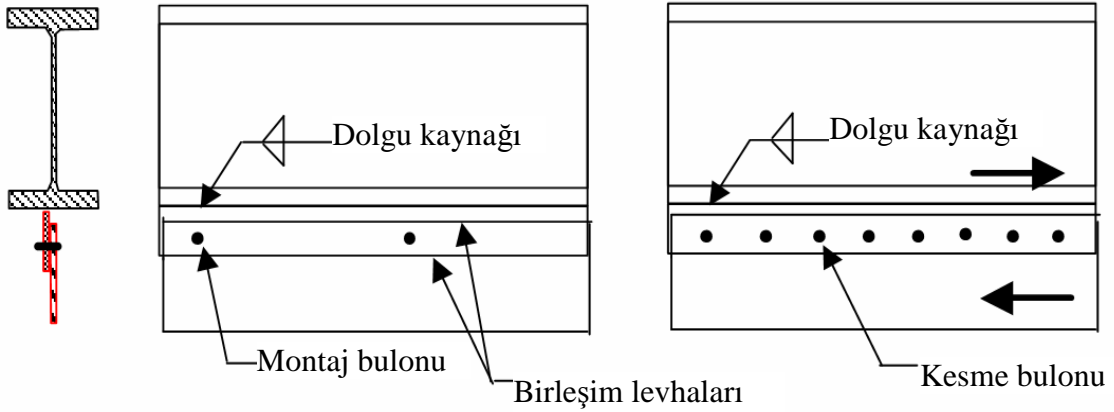 Dolgu kaynağı
Dolgu kaynağı
Montaj bulonu
Birleşim levhaları
Kesme bulonu